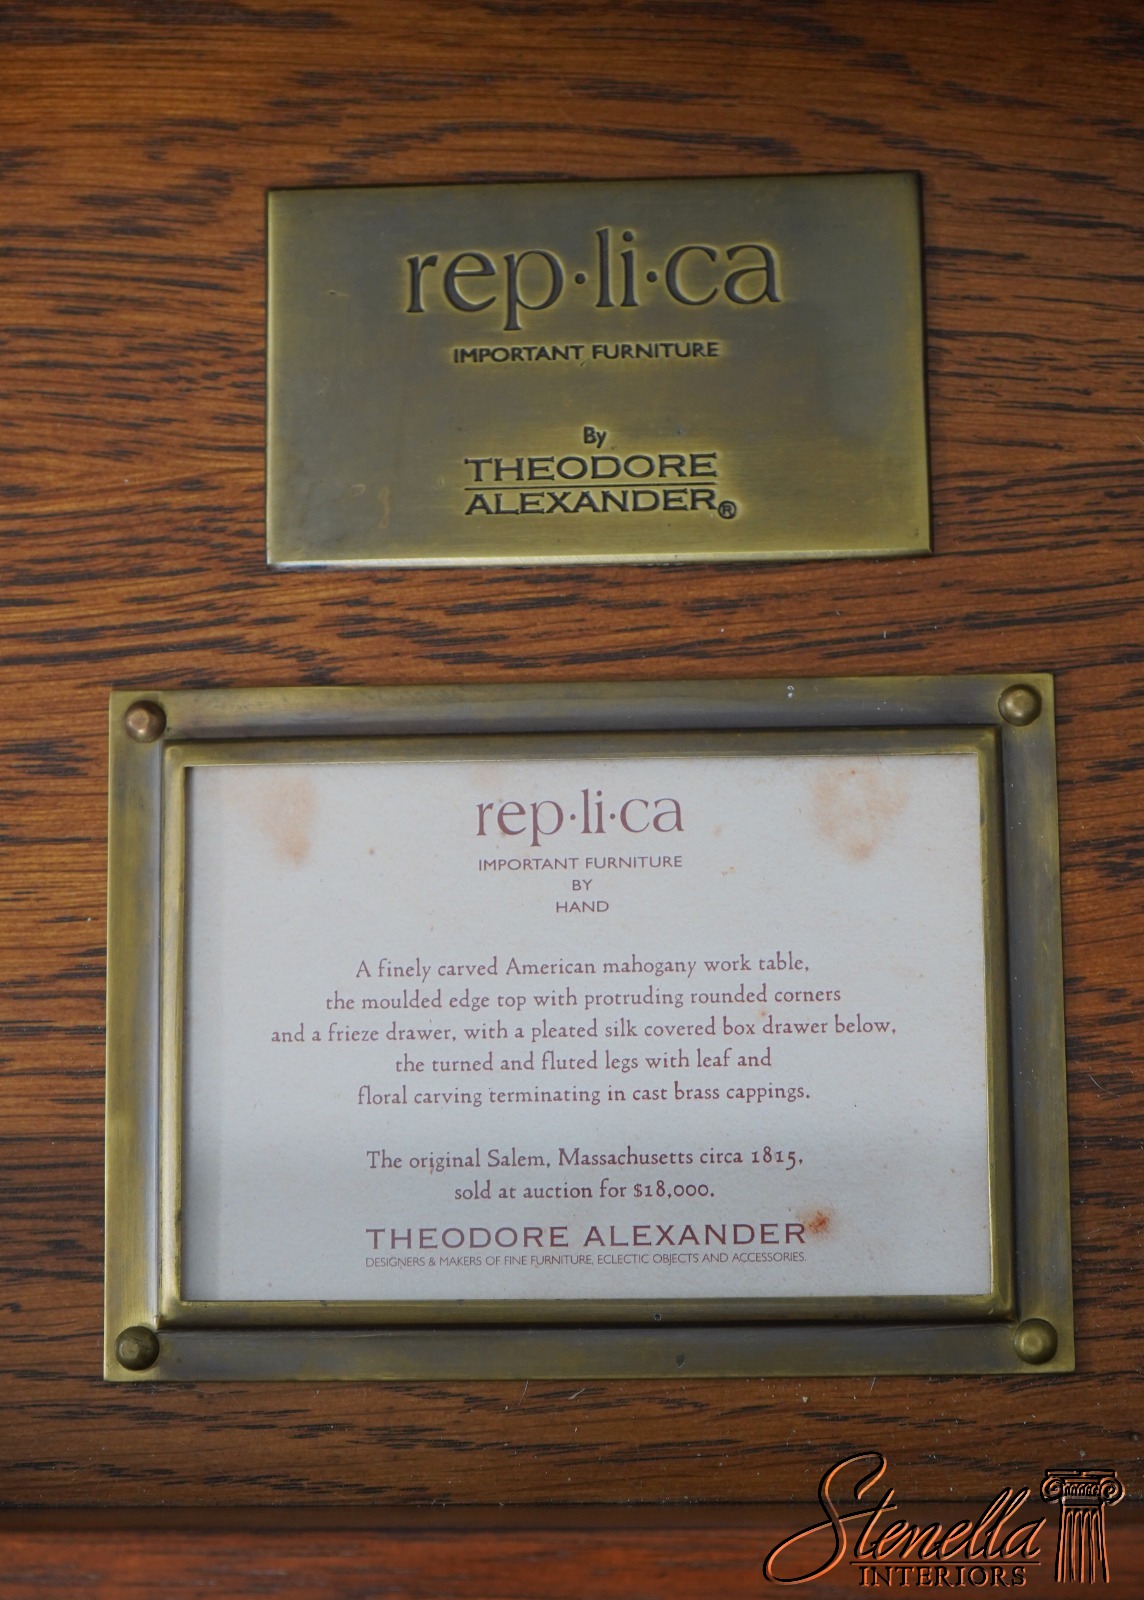 rep·li·ca
IMPORTANT FURNITURE
By
THEODORE
ALEXANDER®
rep·li·ca
IMPORTANT FURNITURE
BY
HAND
A finely carved American mahogany work table,
the moulded edge top with protruding rounded corners
and a frieze drawer, with a pleated silk covered box drawer below,
the turned and fluted legs with leaf and
floral carving terminating in cast brass cappings.
The original Salem, Massachusetts circa 1815,
sold at auction for $18,000.
THEODORE ALEXANDER
DESIGNERS & MAKERS OF FINE FURNITURE, ECLECTIC OBJECTS AND ACCESSORIES.
Stenella
INTERIORS